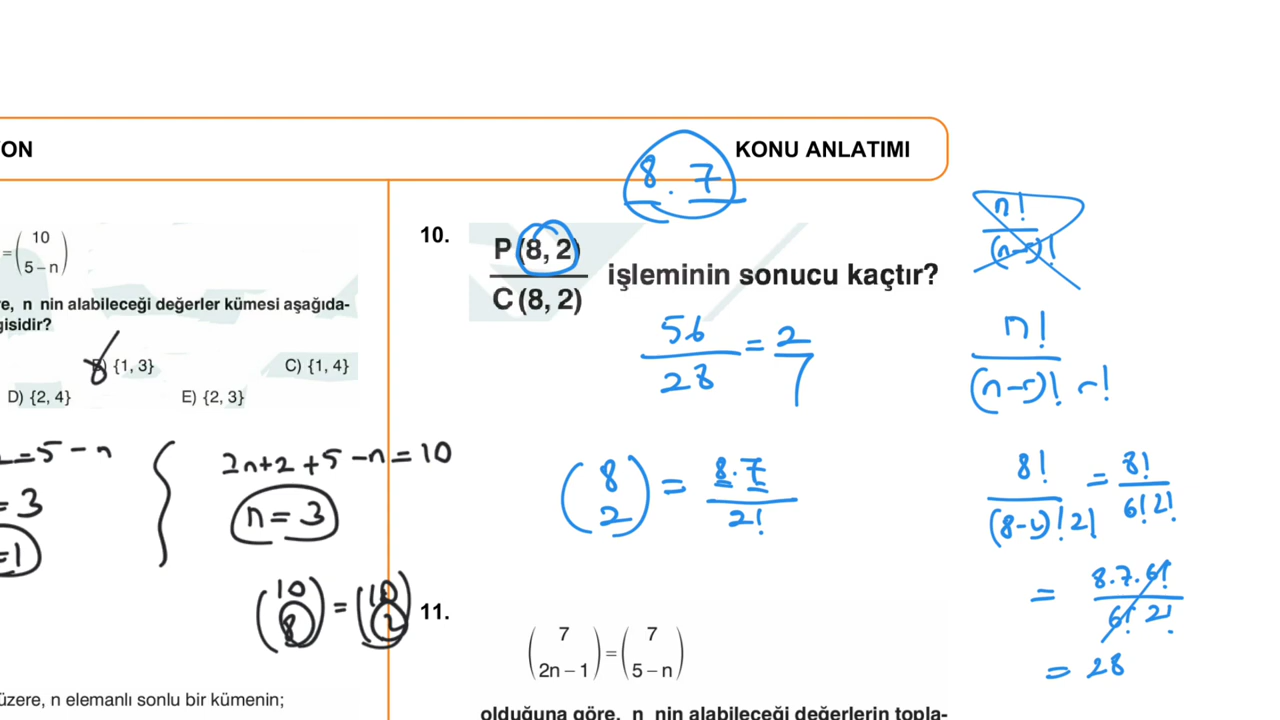 YON
KONU ANLATIMI
8 . 7
= (10 / 5 – n)
re, n nin alabileceği değerler kümesi aşağıda-
gisidir?
B) {1, 3}
C) {1, 4}
D) {2, 4}
E) {2, 3}
= 5 – n
= 3
= 1
2n+2 +5 –n = 10
n = 3
(10 / 8) = (10 / 2)
üzere, n elemanlı sonlu bir kümenin;
10.
P (8, 2)
C (8, 2)
işleminin sonucu kaçtır?
56 / 28 = 2 /
(8 / 2) = 8.7 / 2!
11.
(7 / 2n – 1) = (7 / 5 – n)
olduğuna göre, n nin alabileceği değerlerin topla-
n! / (n-r)!
n! / (n-r)! r!
8! / (8-2)! 2! = 8! / 6! 2!
= 8.7.6! / 6! 2!
= 28